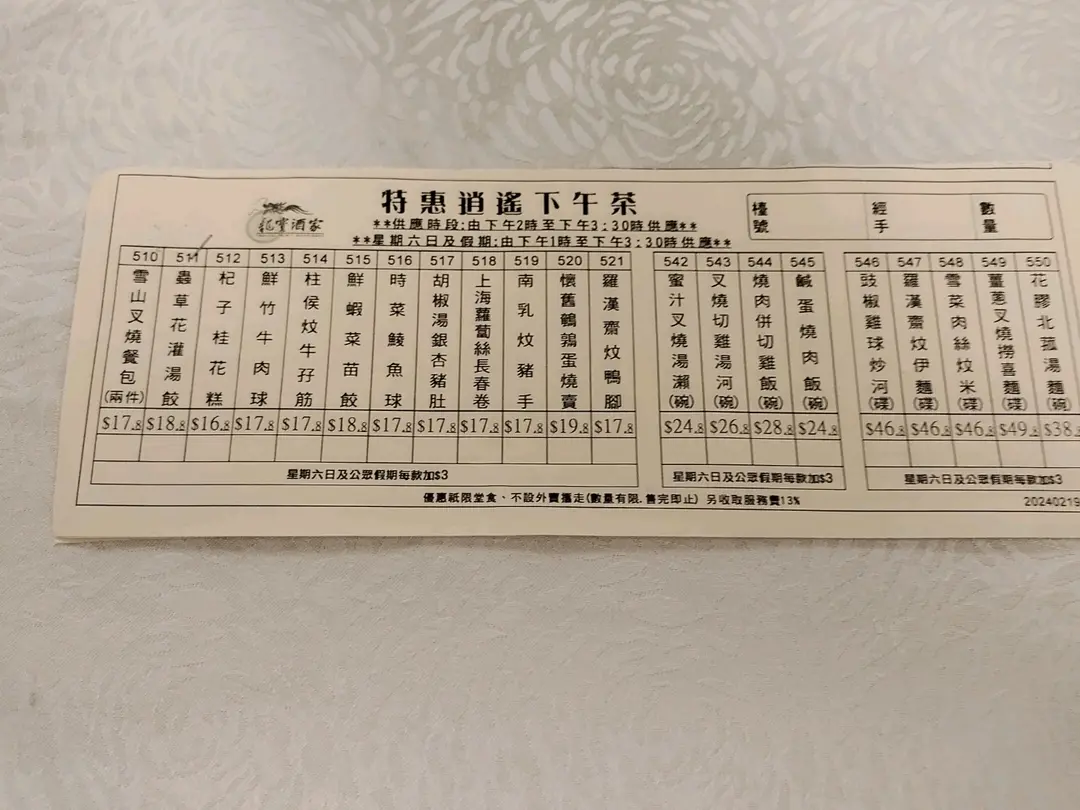 龍寶酒家
特惠逍遙下午茶
**供應時段:由下午2時至下午3:30時供應**
**星期六日及假期:由下午1時至下午3:30時供應**
檯號
經手
數量
510 511 512 513 514 515 516 517 518 519 520 521
雪山叉燒餐包(兩件)
蟲草花灌湯餃
杞子桂花糕
鮮竹牛肉球
柱侯炆牛孖筋
鮮蝦菜苗餃
時菜鯪魚球
胡椒湯銀杏豬肚
上海蘿蔔絲長春卷
南乳炆豬手
懷舊鵪鶉蛋燒賣
羅漢齋炆鴨腳
$17.8 $18.8 $16.8 $17.8 $17.8 $18.8 $17.8 $17.8 $17.8 $17.8 $19.8 $17.8
星期六日及公眾假期每款加$3
542 543 544 545
蜜汁叉燒湯瀨(碗)
叉燒切雞湯河(碗)
燒肉併切雞飯(碗)
鹹蛋燒肉飯(碗)
$24.8 $26.8 $28.8 $24.8
星期六日及公眾假期每款加$3
546 547 548 549 550
豉椒雞球炒河(碟)
羅漢齋炆伊麵(碟)
雪菜肉絲炆米(碟)
薑蔥叉燒撈喜麵(碟)
花膠北菰湯麵(碗)
$46.8 $46.8 $46.8 $49.8 $38.8
星期六日及公眾假期每款加$3
優惠紙限堂食、不設外賣攜走(數量有限.售完即止) 另收取服務費13%
20240219